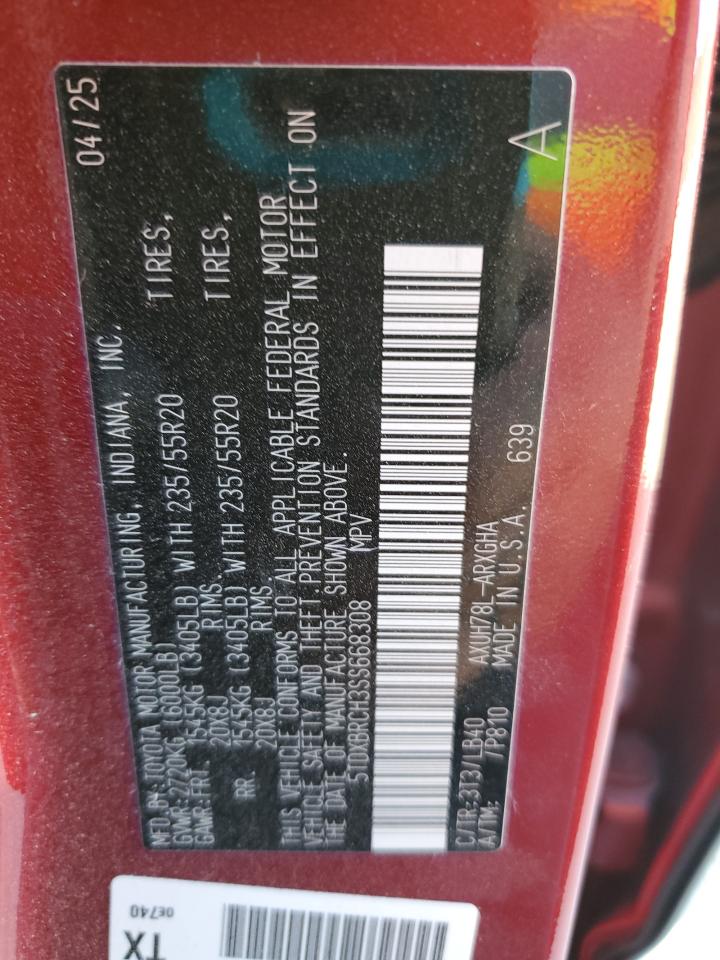 MFD.BY:TOYOTA MOTOR MANUFACTURING, INDIANA, INC. 04/25
GVWR:2720KG (6000LB)
GAWR:FRT 1545KG (3405LB) WITH 235/55R20 TIRES,
20X8J RIMS.
RR 1545KG (3405LB) WITH 235/55R20 TIRES,
20X8J RIMS.
THIS VEHICLE CONFORMS TO ALL APPLICABLE FEDERAL MOTOR
VEHICLE SAFETY AND THEFT PREVENTION STANDARDS IN EFFECT ON
THE DATE OF MANUFACTURE SHOWN ABOVE.
5TDXBRCH3SS668308 MPV
C/TR:3T3/LB40 AXUH78L-ARXGHA
A/TM: /P810 MADE IN U.S.A. 639 A
0E740
TX